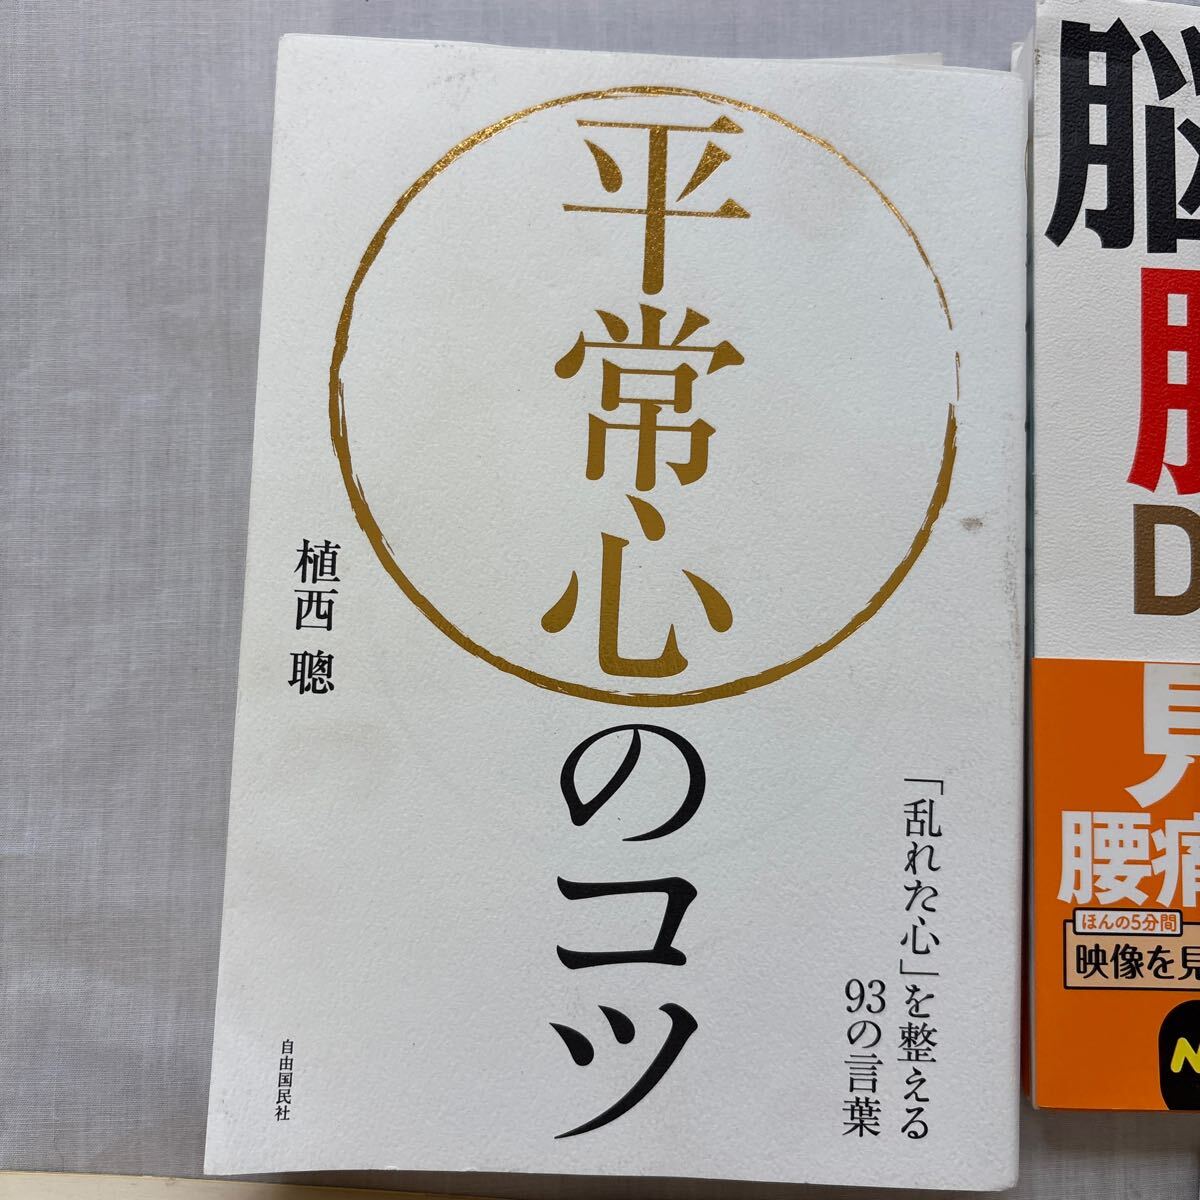 平常心のコツ
「乱れた心」を整える
93の言葉
植西 聰
自由国民社
脳
D
見
腰痛
ほんの5分間
映像を見